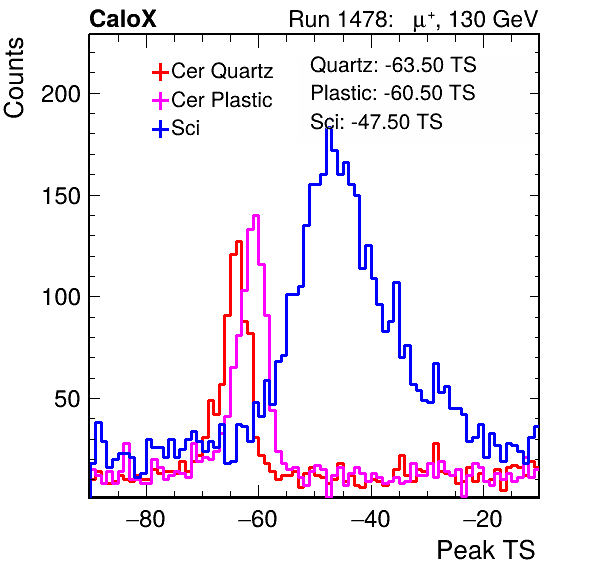 CaloX Run 1478: μ⁺, 130 GeV
Counts
Cer Quartz
Cer Plastic
Sci
Quartz: -63.50 TS
Plastic: -60.50 TS
Sci: -47.50 TS
200
150
100
50
−80 −60 −40 −20
Peak TS